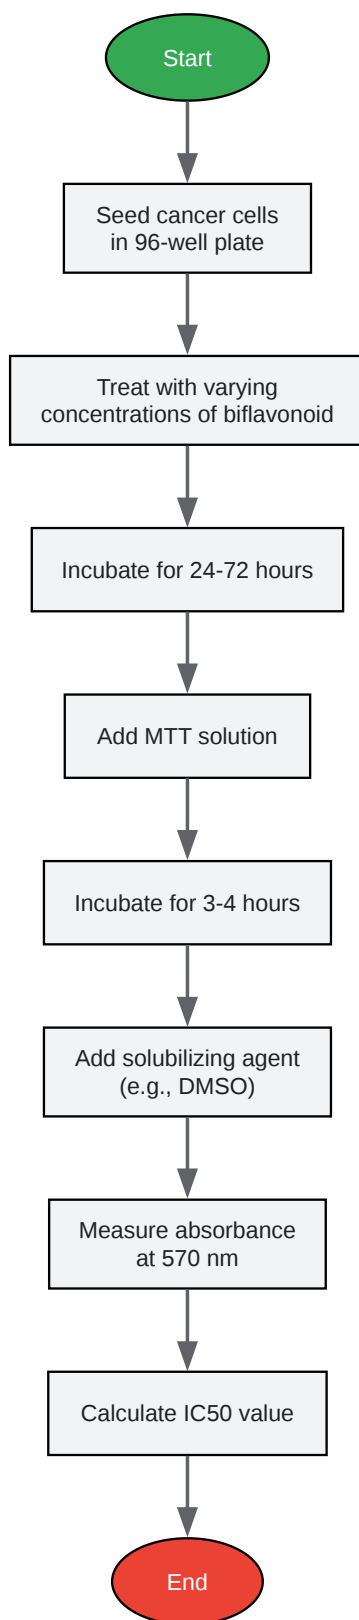 Start
Seed cancer cells
in 96-well plate
Treat with varying
concentrations of biflavonoid
Incubate for 24-72 hours
Add MTT solution
Incubate for 3-4 hours
Add solubilizing agent
(e.g., DMSO)
Measure absorbance
at 570 nm
Calculate IC50 value
End